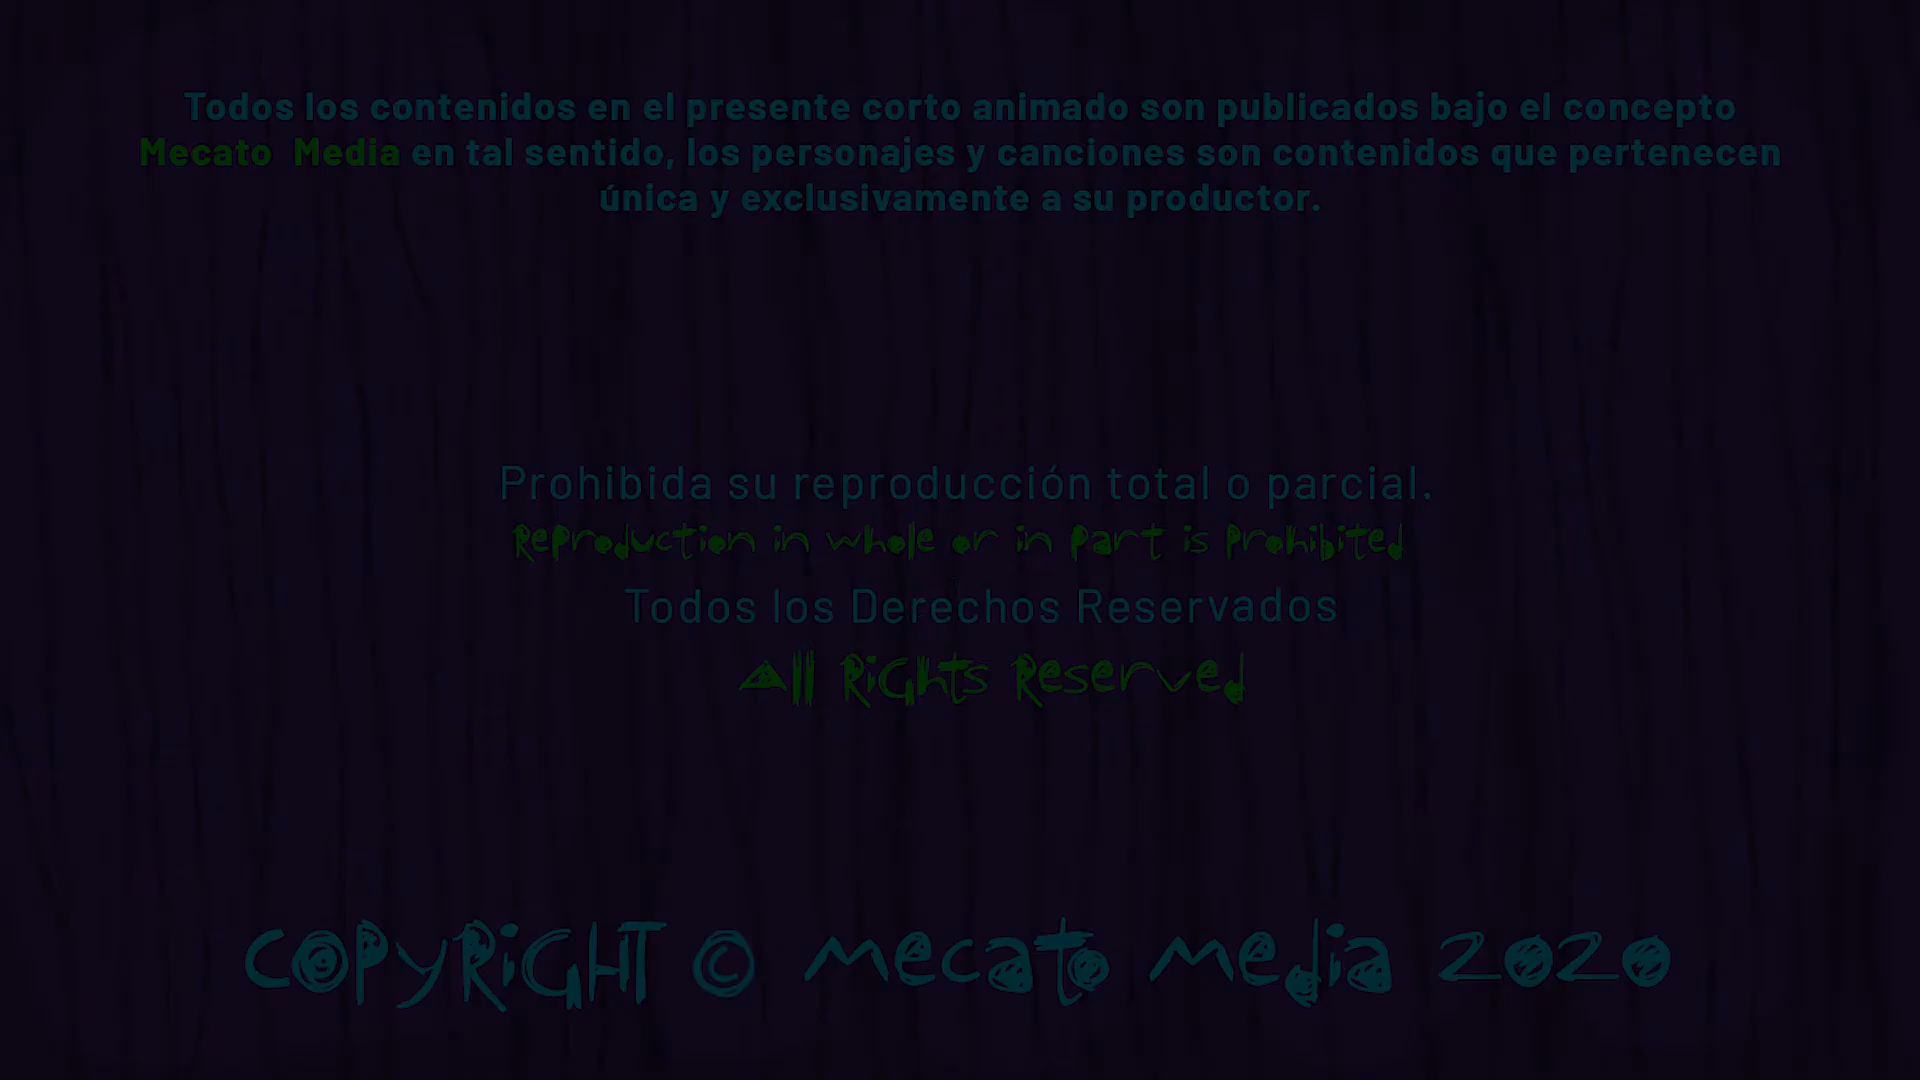 Todos los contenidos en el presente corto animado son publicados bajo el concepto
Mecato Media en tal sentido, los personajes y canciones son contenidos que pertenecen
única y exclusivamente a su productor.
Prohibida su reproducción total o parcial.
Reproduction in whole or in Part is Prohibited
Todos los Derechos Reservados
All Rights Reserved
COPYRIGHT © mecato media 2020